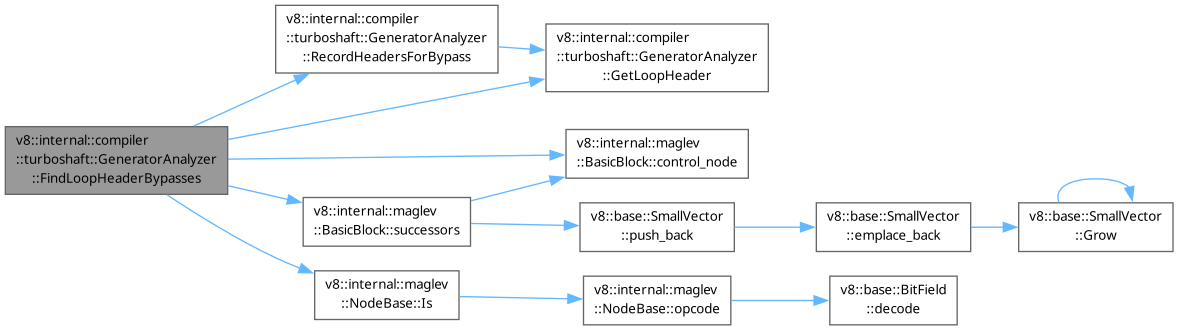 v8::internal::compiler
::turboshaft::GeneratorAnalyzer
::FindLoopHeaderBypasses
v8::internal::compiler
::turboshaft::GeneratorAnalyzer
::RecordHeadersForBypass
v8::internal::compiler
::turboshaft::GeneratorAnalyzer
::GetLoopHeader
v8::internal::maglev
::BasicBlock::control_node
v8::internal::maglev
::BasicBlock::successors
v8::base::SmallVector
::push_back
v8::base::SmallVector
::emplace_back
v8::base::SmallVector
::Grow
v8::internal::maglev
::NodeBase::Is
v8::internal::maglev
::NodeBase::opcode
v8::base::BitField
::decode